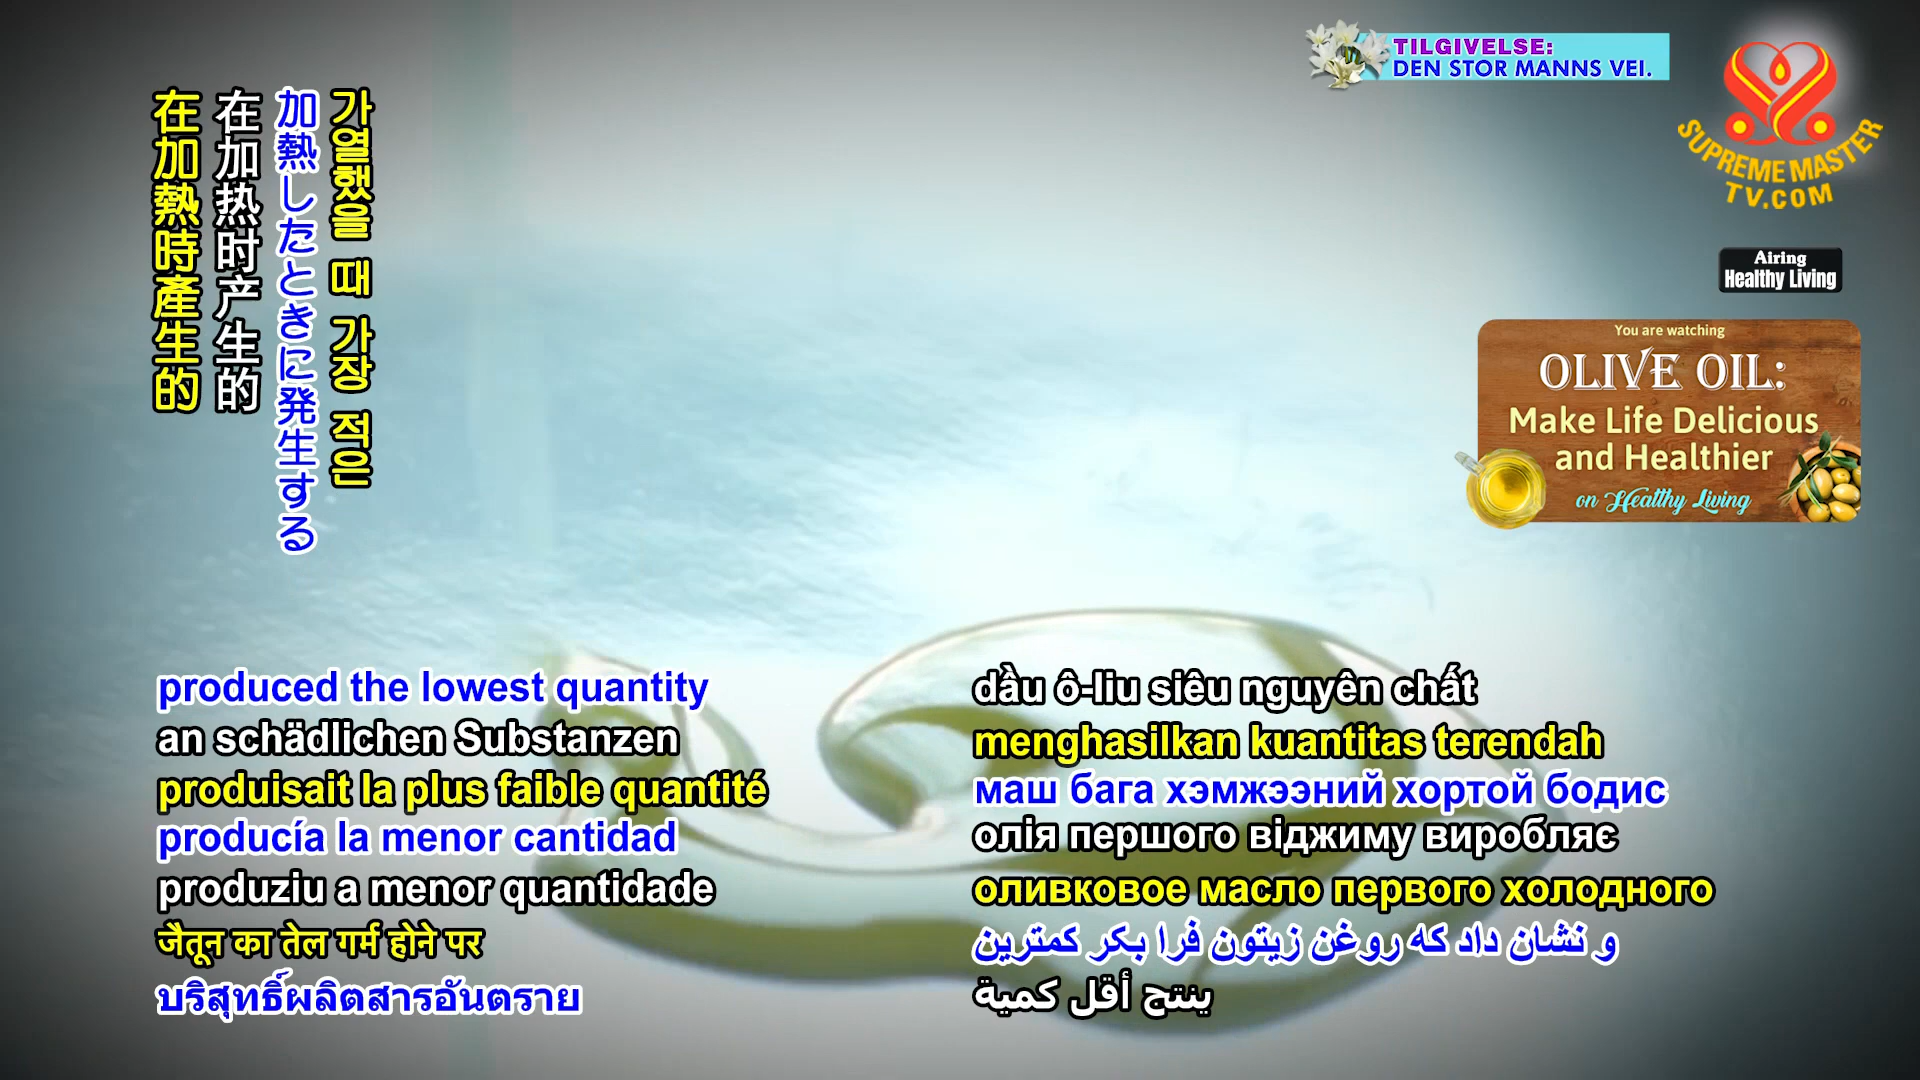 TILGIVELSE:
DEN STOR MANNS VEI.
SUPREME MASTER
TV.COM
Airing
Healthy Living
You are watching
OLIVE OIL:
Make Life Delicious
and Healthier
on Healthy Living
在加熱時產生的
在加热时产生的
加熱したときに発生する
가열했을 때 가장 적은
produced the lowest quantity
an schädlichen Substanzen
produisait la plus faible quantité
producía la menor cantidad
produziu a menor quantidade
जैतून का तेल गर्म होने पर
บริสุทธิ์ผลิตสารอันตราย
dầu ô-liu siêu nguyên chất
menghasilkan kuantitas terendah
маш бага хэмжээний хортой бодис
олія першого віджиму виробляє
оливковое масло первого холодного
و نشان داد که روغن زیتون فرا بکر کمترین
ينتج أقل كمية